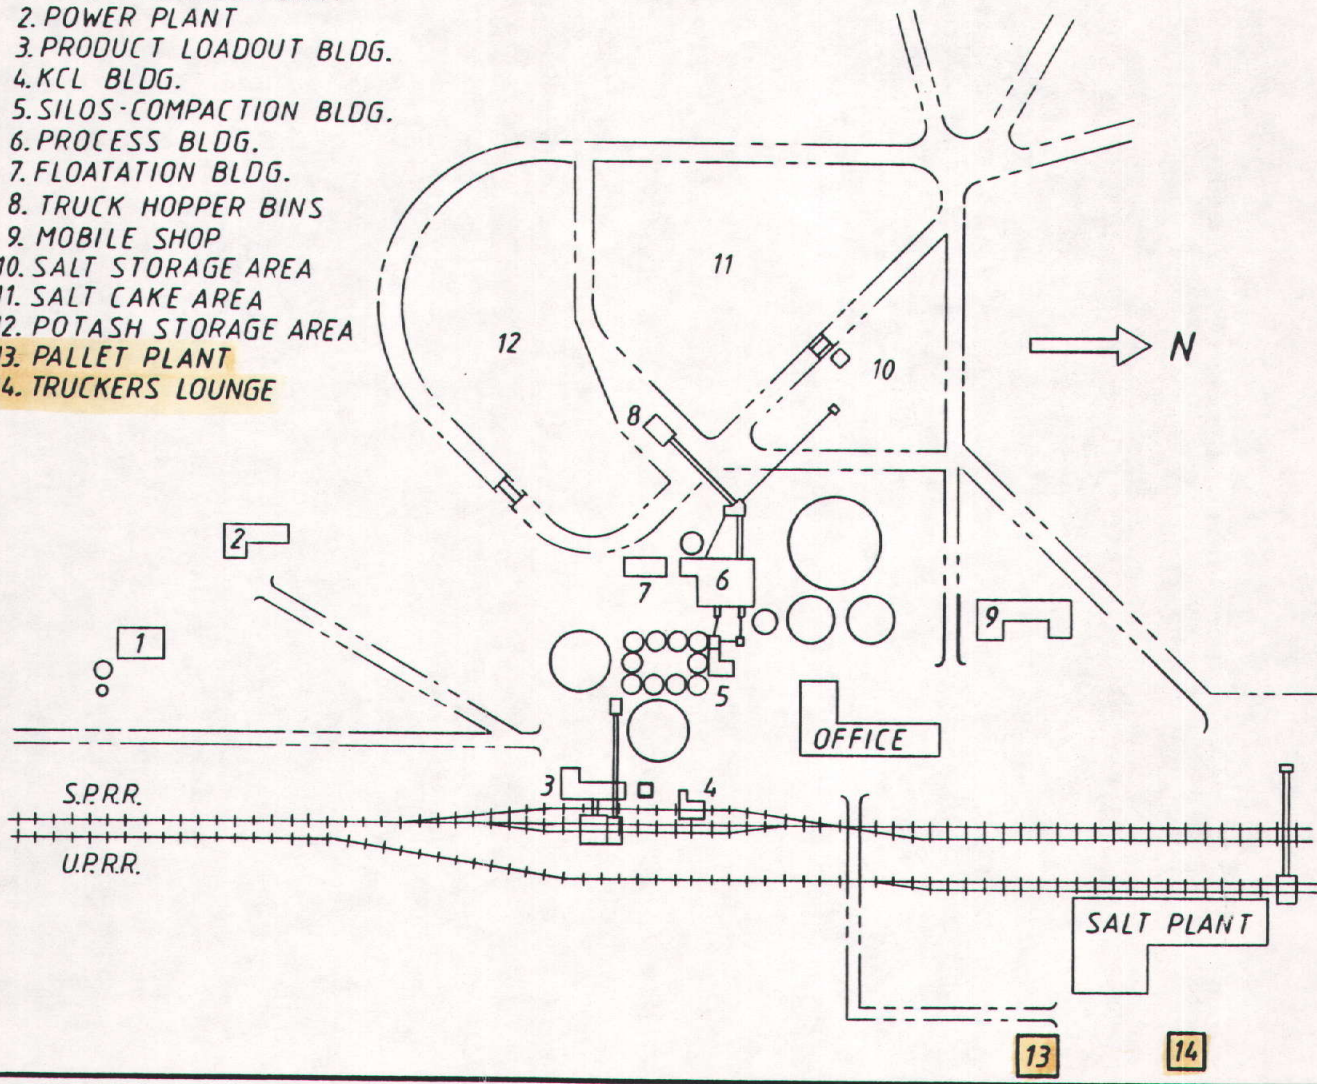 2. POWER PLANT
3. PRODUCT LOADOUT BLDG.
4. KCL BLDG.
5. SILOS-COMPACTION BLDG.
6. PROCESS BLDG.
7. FLOATATION BLDG.
8. TRUCK HOPPER BINS
9. MOBILE SHOP
10. SALT STORAGE AREA
11. SALT CAKE AREA
12. POTASH STORAGE AREA
13. PALLET PLANT
4. TRUCKERS LOUNGE
11
12
10
N
8
2
6
7
9
1
5
OFFICE
3
4
S.P.R.R.
U.P.R.R.
SALT PLANT
13
14